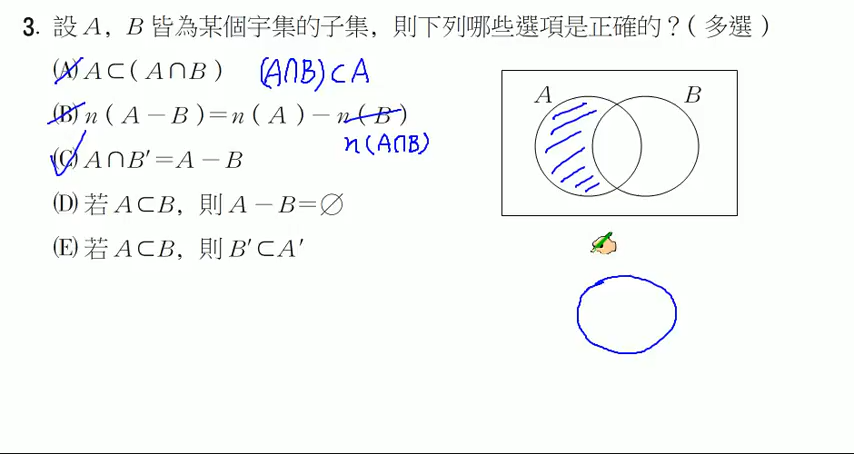 3. 設 A, B 皆為某個宇集的子集, 則下列哪些選項是正確的?(多選)
(A) A⊂(A∩B) (A∩B)⊂A
(B) n(A-B)=n(A)-n(B)
n(A∩B)
(C) A∩B′=A-B
(D) 若 A⊂B, 則 A-B=∅
(E) 若 A⊂B, 則 B′⊂A′
A B